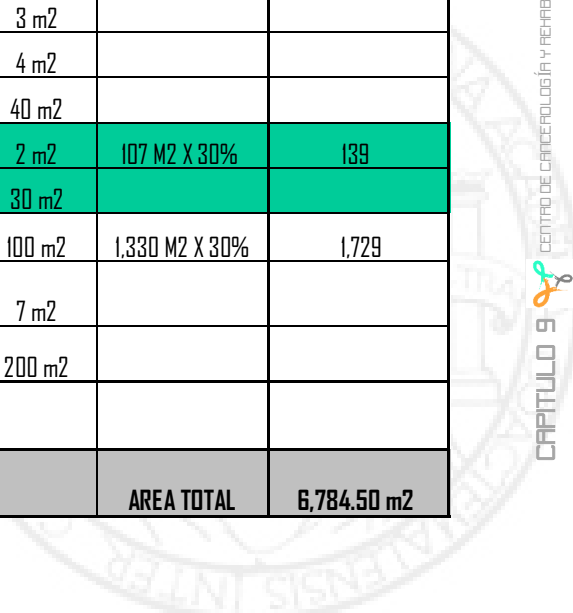 3 m2
4 m2
40 m2
2 m2 107 M2 X 30% 139
30 m2
100 m2 1,330 M2 X 30% 1,729
7 m2
200 m2
AREA TOTAL 6,784.50 m2
CAPITULO 9 CENTRO DE CANCEROLOGÍA Y REHAB